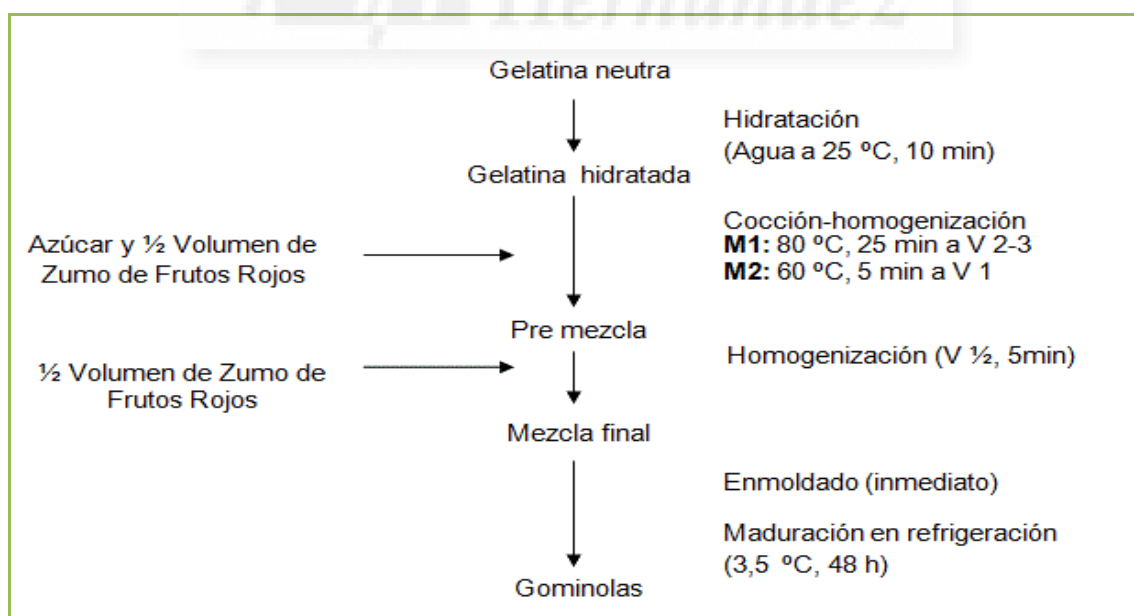 Hernández
Gelatina neutra
Hidratación
(Agua a 25 ºC, 10 min)
Gelatina hidratada
Azúcar y ½ Volumen de
Zumo de Frutos Rojos
Cocción-homogenización
M1: 80 ºC, 25 min a V 2-3
M2: 60 ºC, 5 min a V 1
Pre mezcla
½ Volumen de Zumo de
Frutos Rojos
Homogenización (V ½, 5min)
Mezcla final
Enmoldado (inmediato)
Maduración en refrigeración
(3,5 ºC, 48 h)
Gominolas